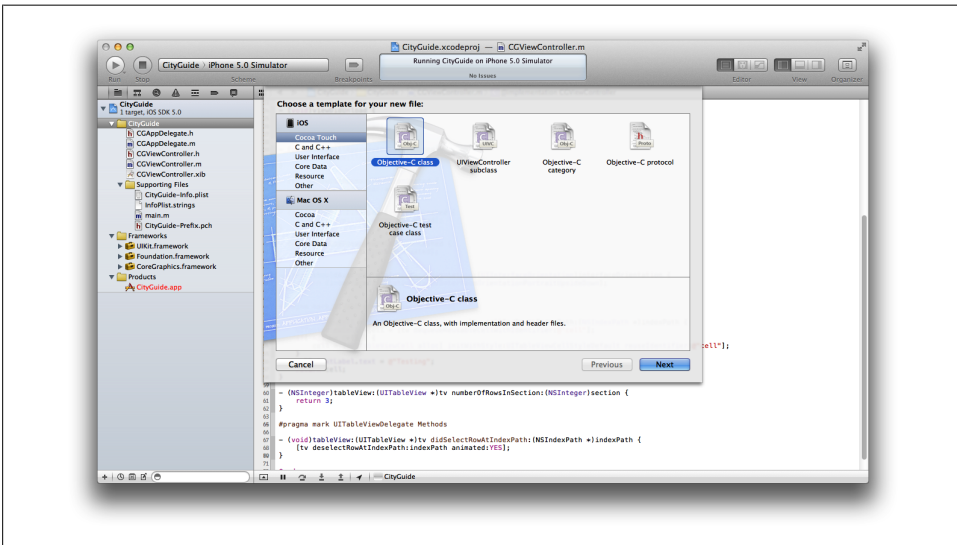 CityGuide.xcodeproj — CGViewController.m
CityGuide
iPhone 5.0 Simulator
Running CityGuide on iPhone 5.0 Simulator
No Issues
Run
Stop
Scheme
Breakpoints
Editor
View
Organizer
CityGuide
1 target, iOS SDK 5.0
CityGuide
CGAppDelegate.h
CGAppDelegate.m
CGViewController.h
CGViewController.m
CGViewController.xib
Supporting Files
CityGuide-Info.plist
InfoPlist.strings
main.m
CityGuide-Prefix.pch
Frameworks
UIKit.framework
Foundation.framework
CoreGraphics.framework
Products
CityGuide.app
Choose a template for your new file:
iOS
Cocoa Touch
C and C++
User Interface
Core Data
Resource
Other
Mac OS X
Cocoa
C and C++
User Interface
Core Data
Resource
Other
Objective-C class
UIViewController
subclass
Objective-C
category
Objective-C protocol
Objective-C test
case class
Objective-C class
An Objective-C class, with implementation and header files.
Cancel
Previous
Next
cell"];
60 - (NSInteger)tableView:(UITableView *)tv numberOfRowsInSection:(NSInteger)section {
61 return 3;
62 }
#pragma mark UITableViewDelegate Methods
- (void)tableView:(UITableView *)tv didSelectRowAtIndexPath:(NSIndexPath *)indexPath {
[tv deselectRowAtIndexPath:indexPath animated:YES];
}
71
CityGuide